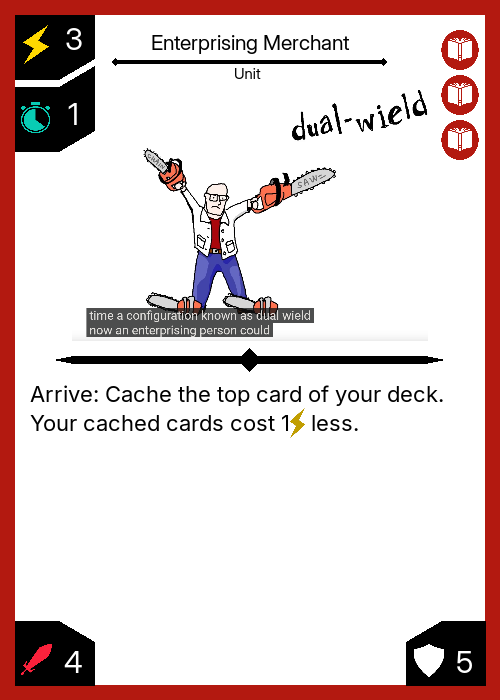 3
Enterprising Merchant
Unit
1
dual-wield
SAW=
time a configuration known as dual wield
now an enterprising person could
Arrive: Cache the top card of your deck.
Your cached cards cost 1 less.
4
5